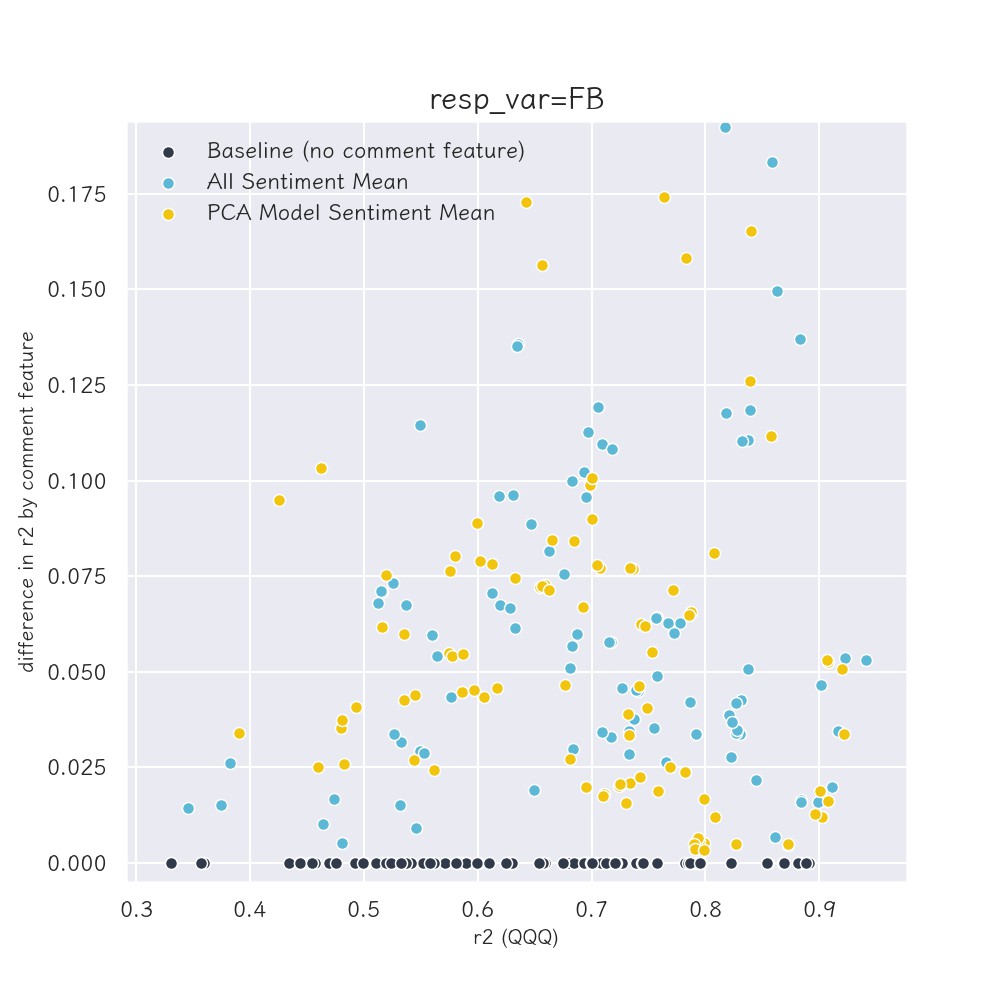 resp_var=FB
Baseline (no comment feature)
All Sentiment Mean
PCA Model Sentiment Mean
difference in r2 by comment feature
0.175
0.150
0.125
0.100
0.075
0.050
0.025
0.000
0.3 0.4 0.5 0.6 0.7 0.8 0.9
r2 (QQQ)